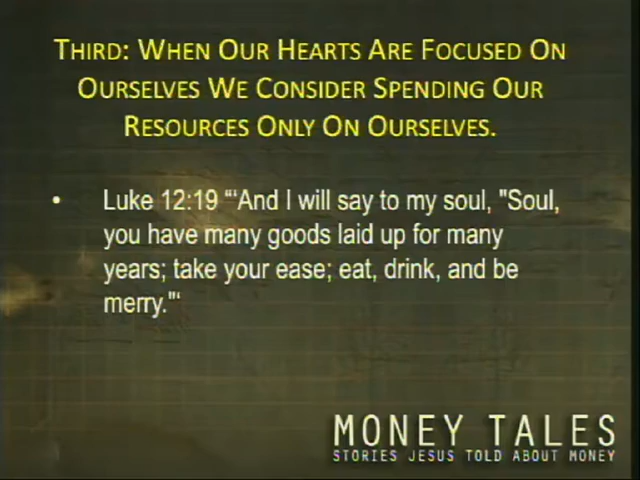 THIRD: WHEN OUR HEARTS ARE FOCUSED ON
OURSELVES WE CONSIDER SPENDING OUR
RESOURCES ONLY ON OURSELVES.
• Luke 12:19 “‘And I will say to my soul, "Soul,
you have many goods laid up for many
years; take your ease; eat, drink, and be
merry."‘
MONEY TALES
STORIES JESUS TOLD ABOUT MONEY